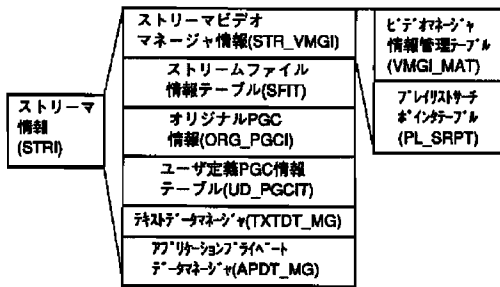 ストリーマ
情報
(STRI)
ストリーマビデオ
マネージャ情報(STR_VMGI)
ストリームファイル
情報テーブル(SFIT)
オリジナルPGC
情報(ORG_PGCI)
ユーザ定義PGC情報
テーブル(UD_PGCIT)
ﾃｷｽﾄﾃﾞｰﾀﾏﾈｰｼﾞｬ(TXTDT_MG)
ｱﾌﾟﾘｹｰｼｮﾝﾌﾟﾗｲﾍﾞｰﾄ
ﾃﾞｰﾀﾏﾈｰｼﾞｬ(APDT_MG)
ﾋﾞﾃﾞｵﾏﾈｰｼﾞｬ
情報管理ﾃｰﾌﾞﾙ
(VMGI_MAT)
ﾌﾟﾚｲﾘｽﾄｻｰﾁ
ﾎﾟｲﾝﾀﾃｰﾌﾞﾙ
(PL_SRPT)